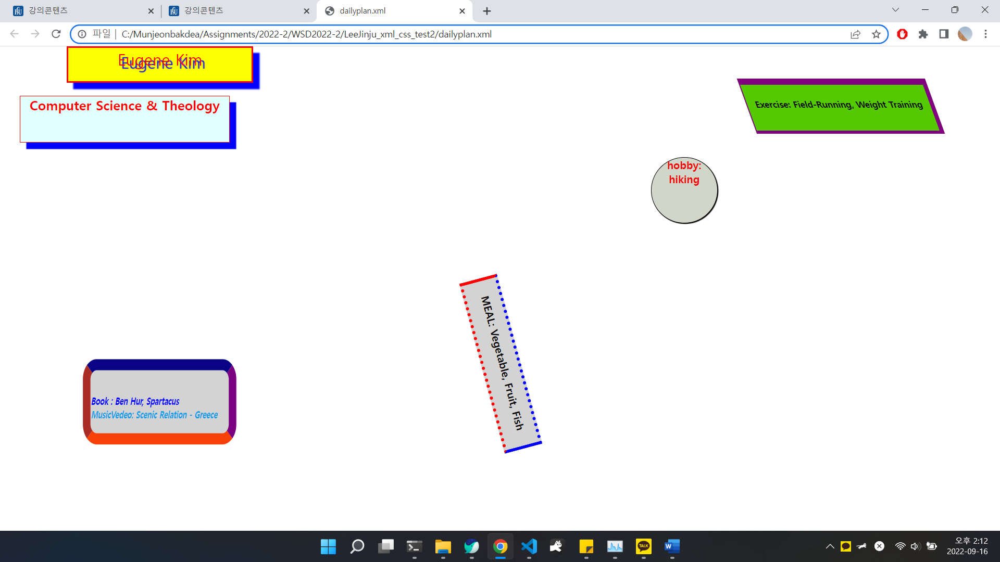 강의콘텐츠
강의콘텐츠
dailyplan.xml
파일
C:/Munjeonbakdea/Assignments/2022-2/WSD2022-2/LeeJinju_xml_css_test2/dailyplan.xml
Eugene Kim
Computer Science & Theology
Exercise: Field-Running, Weight Training
hobby:
hiking
MEAL: Vegetable, Fruit, Fish
Book : Ben Hur, Spartacus
MusicVedeo: Scenic Relation - Greece
TALK
W
오후 2:12
2022-09-16